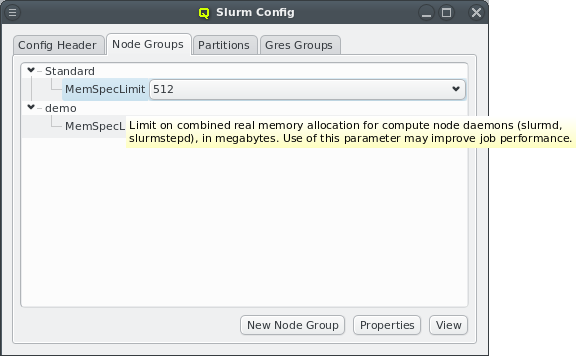 Slurm Config
Config Header
Node Groups
Partitions
Gres Groups
Standard
MemSpecLimit
512
demo
MemSpecL
Limit on combined real memory allocation for compute node daemons (slurmd,
slurmstepd), in megabytes. Use of this parameter may improve job performance.
New Node Group
Properties
View